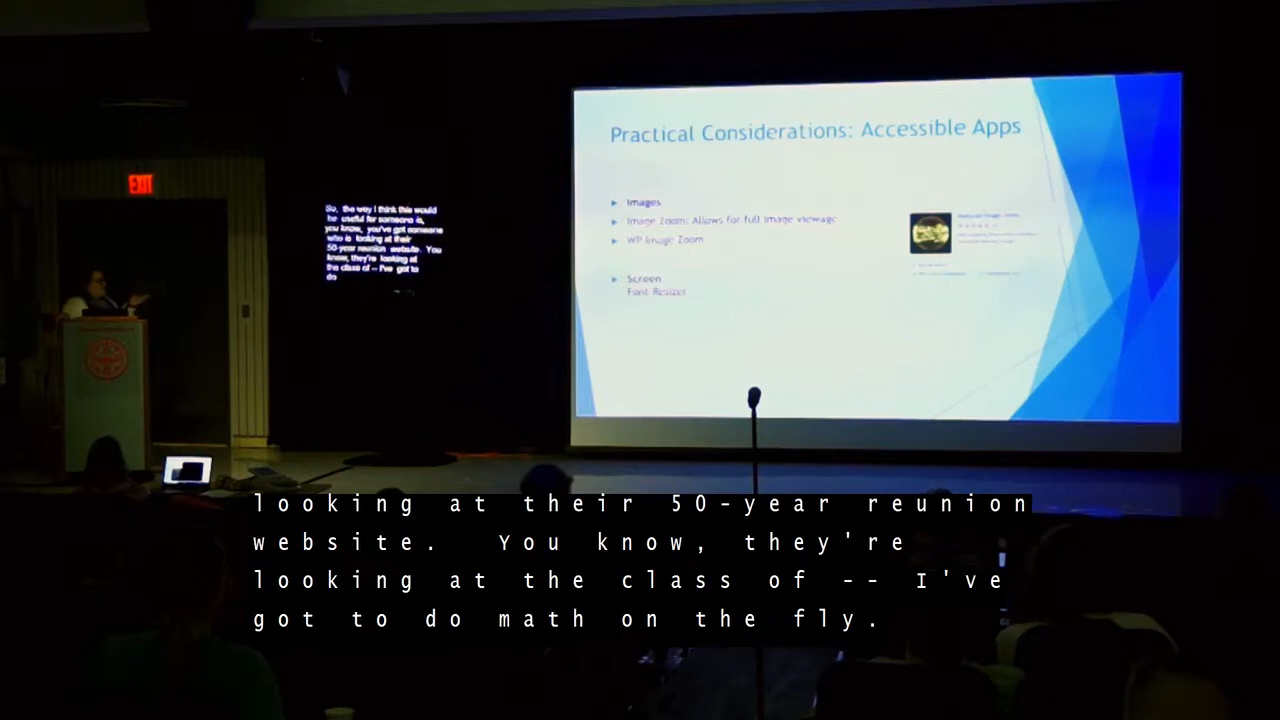 EXIT
So, the way I think this would
be useful for someone is,
you know, you've got someone
who is looking at their
50-year reunion website. You
know, they're looking at
the class of -- I've got to
do
Practical Considerations: Accessible Apps
Images
Image Zoom: Allows for full image viewage
WP Image Zoom
Screen
Font Resizer
looking at their 50-year reunion
website. You know, they're
looking at the class of -- I've
got to do math on the fly.